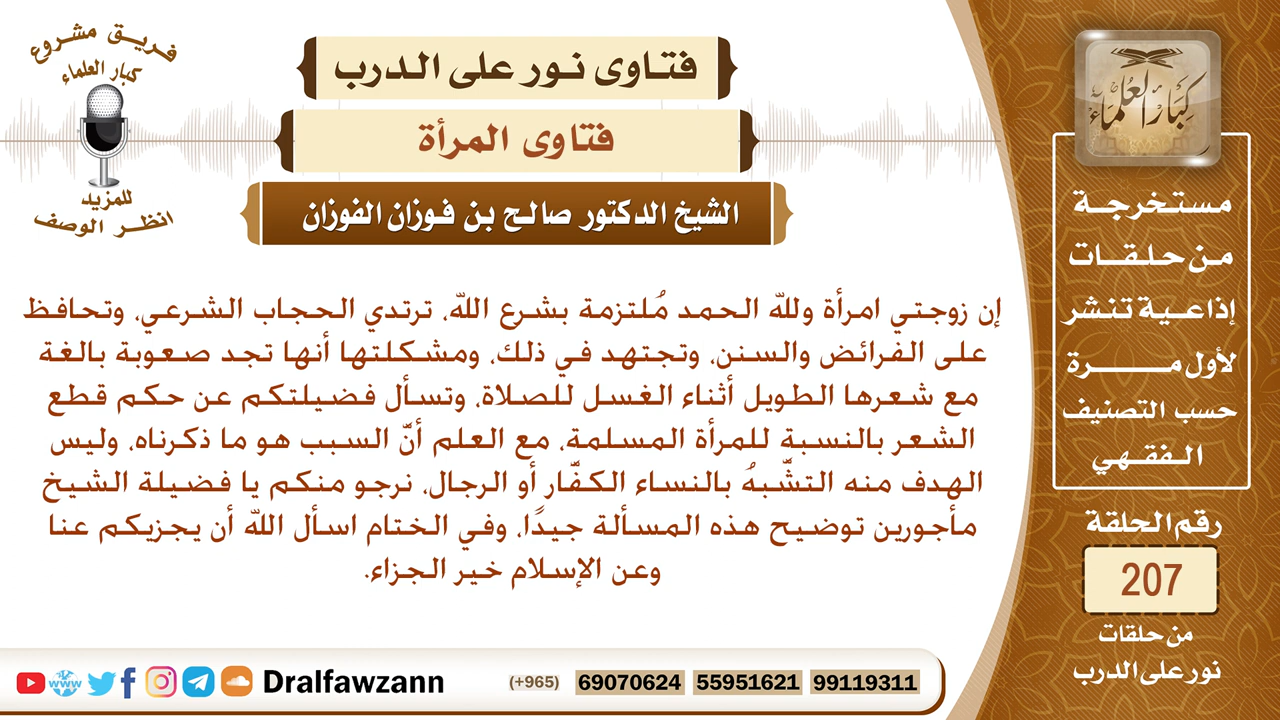 فريق مشروع
كبار العلماء
للمزيد
انظر الوصف
فتاوى نور على الدرب
فتاوى المرأة
الشيخ الدكتور صالح بن فوزان الفوزان
إن زوجتي امرأة ولله الحمد مُلتزمة بشرع الله، ترتدي الحجاب الشرعي، وتحافظ
على الفرائض والسنن، وتجتهد في ذلك، ومشكلتها أنها تجد صعوبة بالغة
مع شعرها الطويل أثناء الغسل للصلاة، وتسأل فضيلتكم عن حكم قطع
الشعر بالنسبة للمرأة المسلمة، مع العلم أنّ السبب هو ما ذكرناه، وليس
الهدف منه التشّبهُ بالنساء الكفّار أو الرجال، نرجو منكم يا فضيلة الشيخ
مأجورين توضيح هذه المسألة جيدًا، وفي الختام اسأل الله أن يجزيكم عنا
وعن الإسلام خير الجزاء.
كبار العلماء
مستخرجة
من حلقات
إذاعية تنشر
لأول مرة
حسب التصنيف
الفقهي
رقم الحلقة
207
من حلقات
نور على الدرب
Dralfawzann (+965) 69070624 55951621 99119311